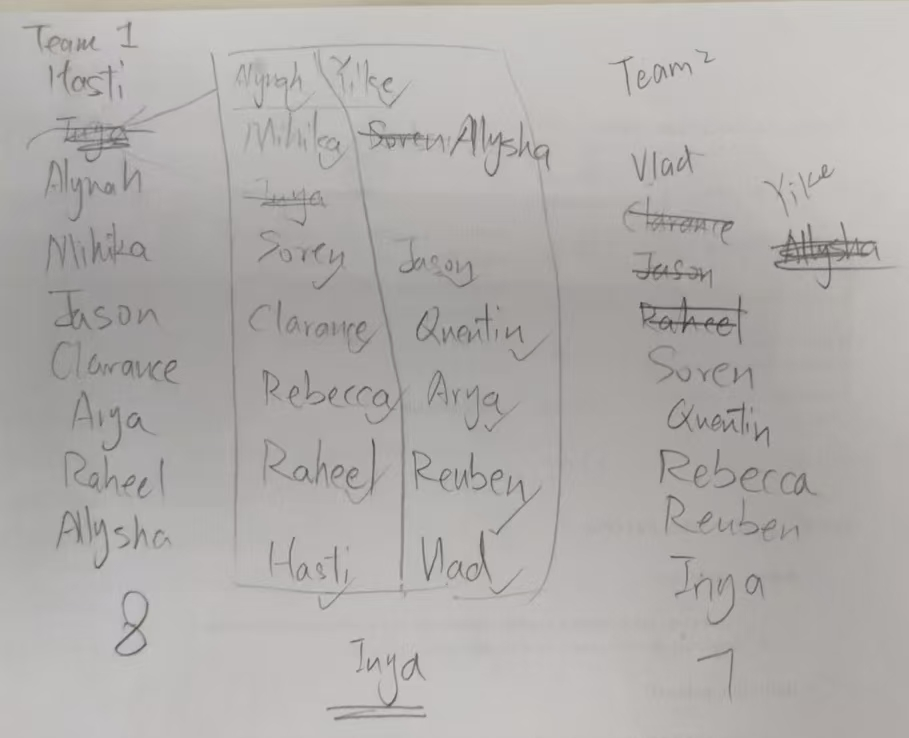 Team 1
Hasti
Inya
Alynah
Mihika
Jason
Clarance
Arya
Raheel
Allysha
8
Alynah Yike
Mihika Soren Allysha
Inya
Sorey Jason
Clarance Quentin
Rebecca Arya
Raheel Reuben
Hasti Vlad
Inya
Team 2
Vlad
Clarance
Yike
Jason
Allysha
Raheel
Soren
Quentin
Rebecca
Reuben
Inya
7